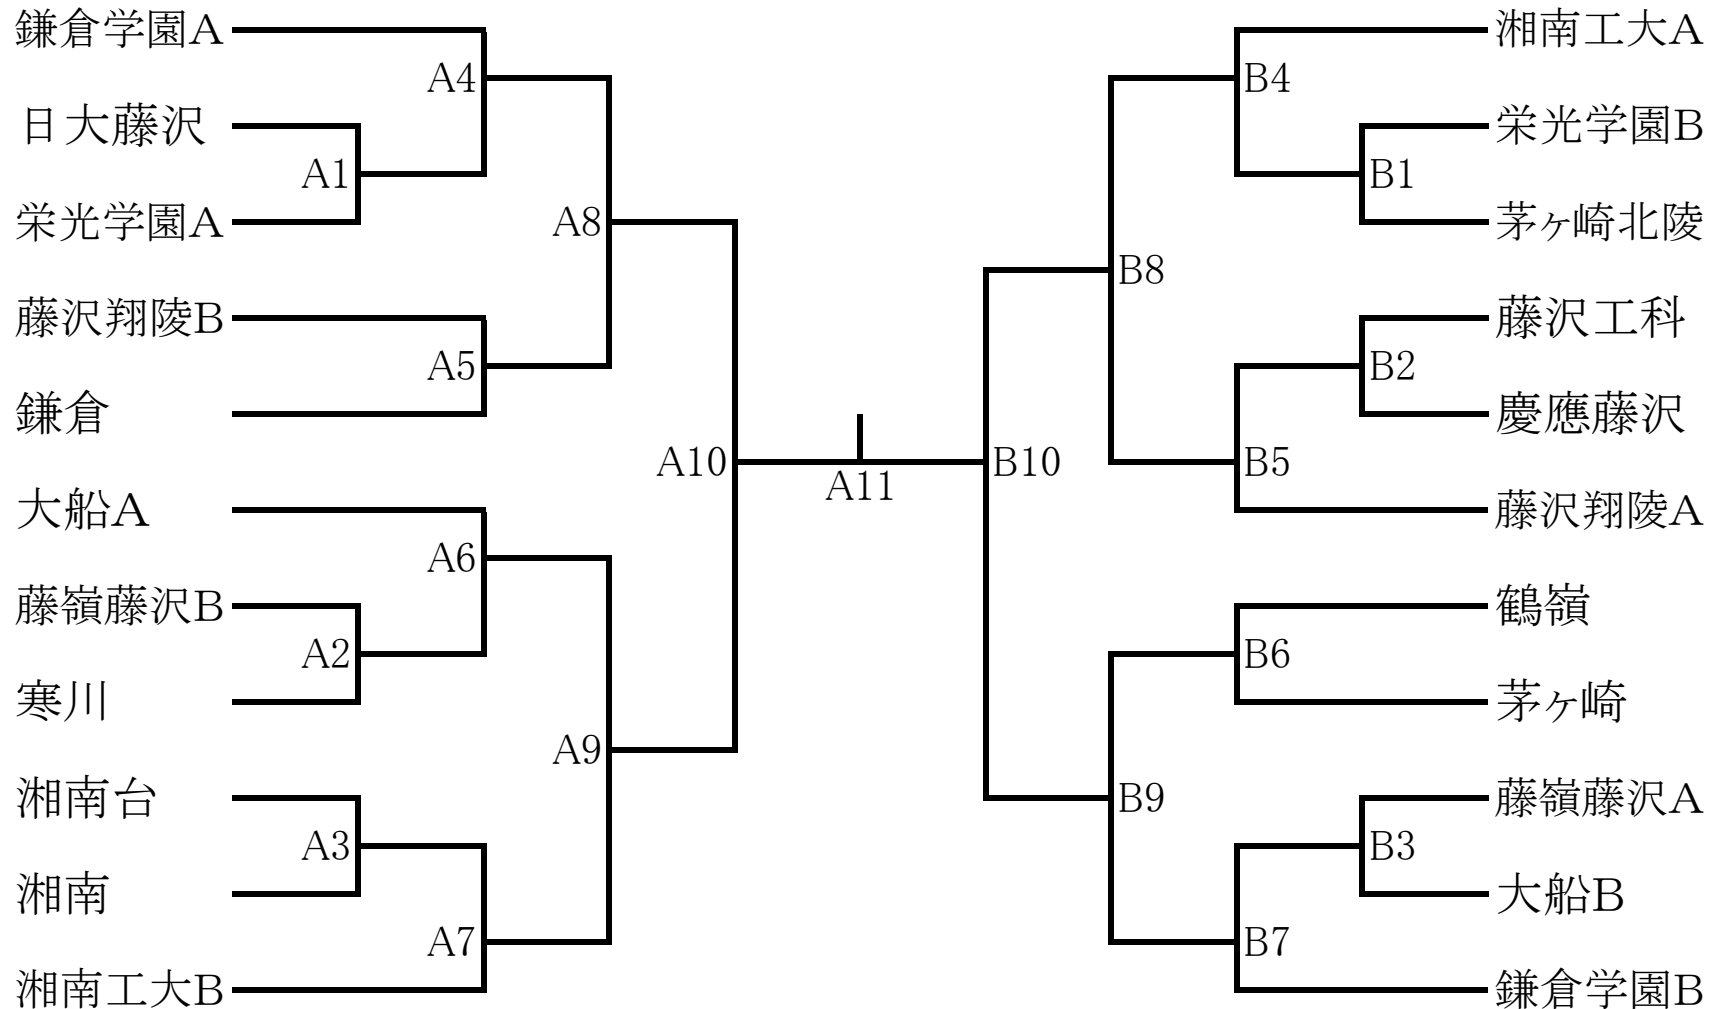 鎌倉学園A
日大藤沢
栄光学園A
藤沢翔陵B
鎌倉
大船A
藤嶺藤沢B
寒川
湘南台
湘南
湘南工大B
A1
A2
A3
A4
A5
A6
A7
A8
A9
A10
A11
B10
B8
B9
B4
B5
B6
B7
B1
B2
B3
湘南工大A
栄光学園B
茅ヶ崎北陵
藤沢工科
慶應藤沢
藤沢翔陵A
鶴嶺
茅ヶ崎
藤嶺藤沢A
大船B
鎌倉学園B